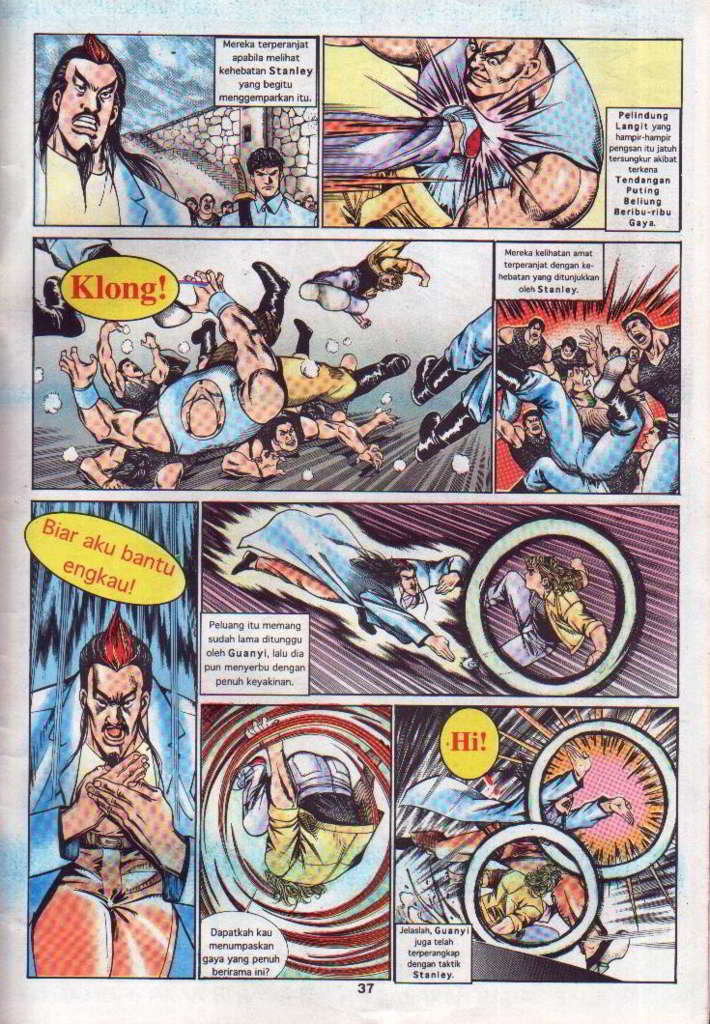 Mereka terperanjat
apabila melihat
kehebatan Stanley
yang begitu
menggemparkan itu.
Pelindung
Langit yang
hampir-hampir
pengsan itu jatuh
tersungkur akibat
terkena
Tendangan
Puting
Beliung
Beribu-ribu
Gaya.
Klong!
Mereka kelihatan amat
terperanjat dengan ke-
hebatan yang ditunjukkan
oleh Stanley.
Biar aku bantu
engkau!
Peluang itu memang
sudah lama ditunggu
oleh Guanyi, lalu dia
pun menyerbu dengan
penuh keyakinan.
Dapatkah kau
menumpaskan
gaya yang penuh
berirama ini?
Hi!
Jelaslah, Guanyi
juga telah
terperangkap
dengan taktik
Stanley.
37